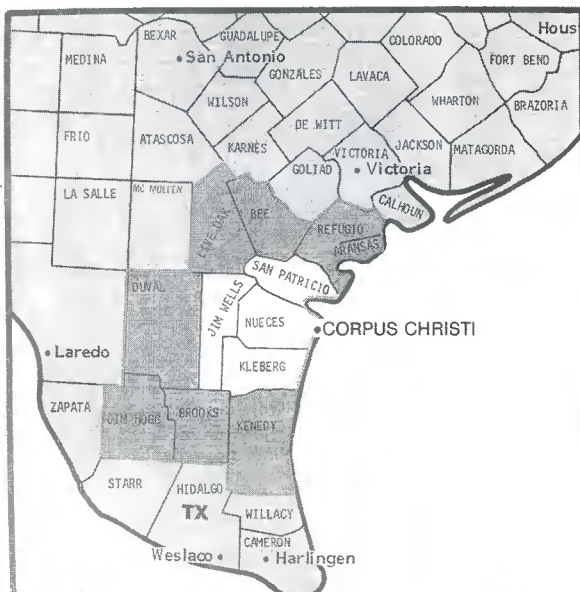 BEXAR
GUADALUPE
COLORADO
Hous
MEDINA
San Antonio
FORT BEND
GONZALES
LAVACA
WILSON
WHARTON
BRAZORIA
DE WITT
FRIO
ATASCOSA
KARNES
VICTORIA
JACKSON
MATAGORDA
GOLIAD
Victoria
LA SALLE
MC MULLEN
CALHOUN
LIVE OAK
BEE
REFUGIO
ARANSAS
SAN PATRICIO
DUVAL
JIM WELLS
NUECES
CORPUS CHRISTI
Laredo
KLEBERG
ZAPATA
JIM HOGG
BROOKS
KENEDY
STARR
HIDALGO
TX
WILLACY
CAMERON
Weslaco
Harlingen